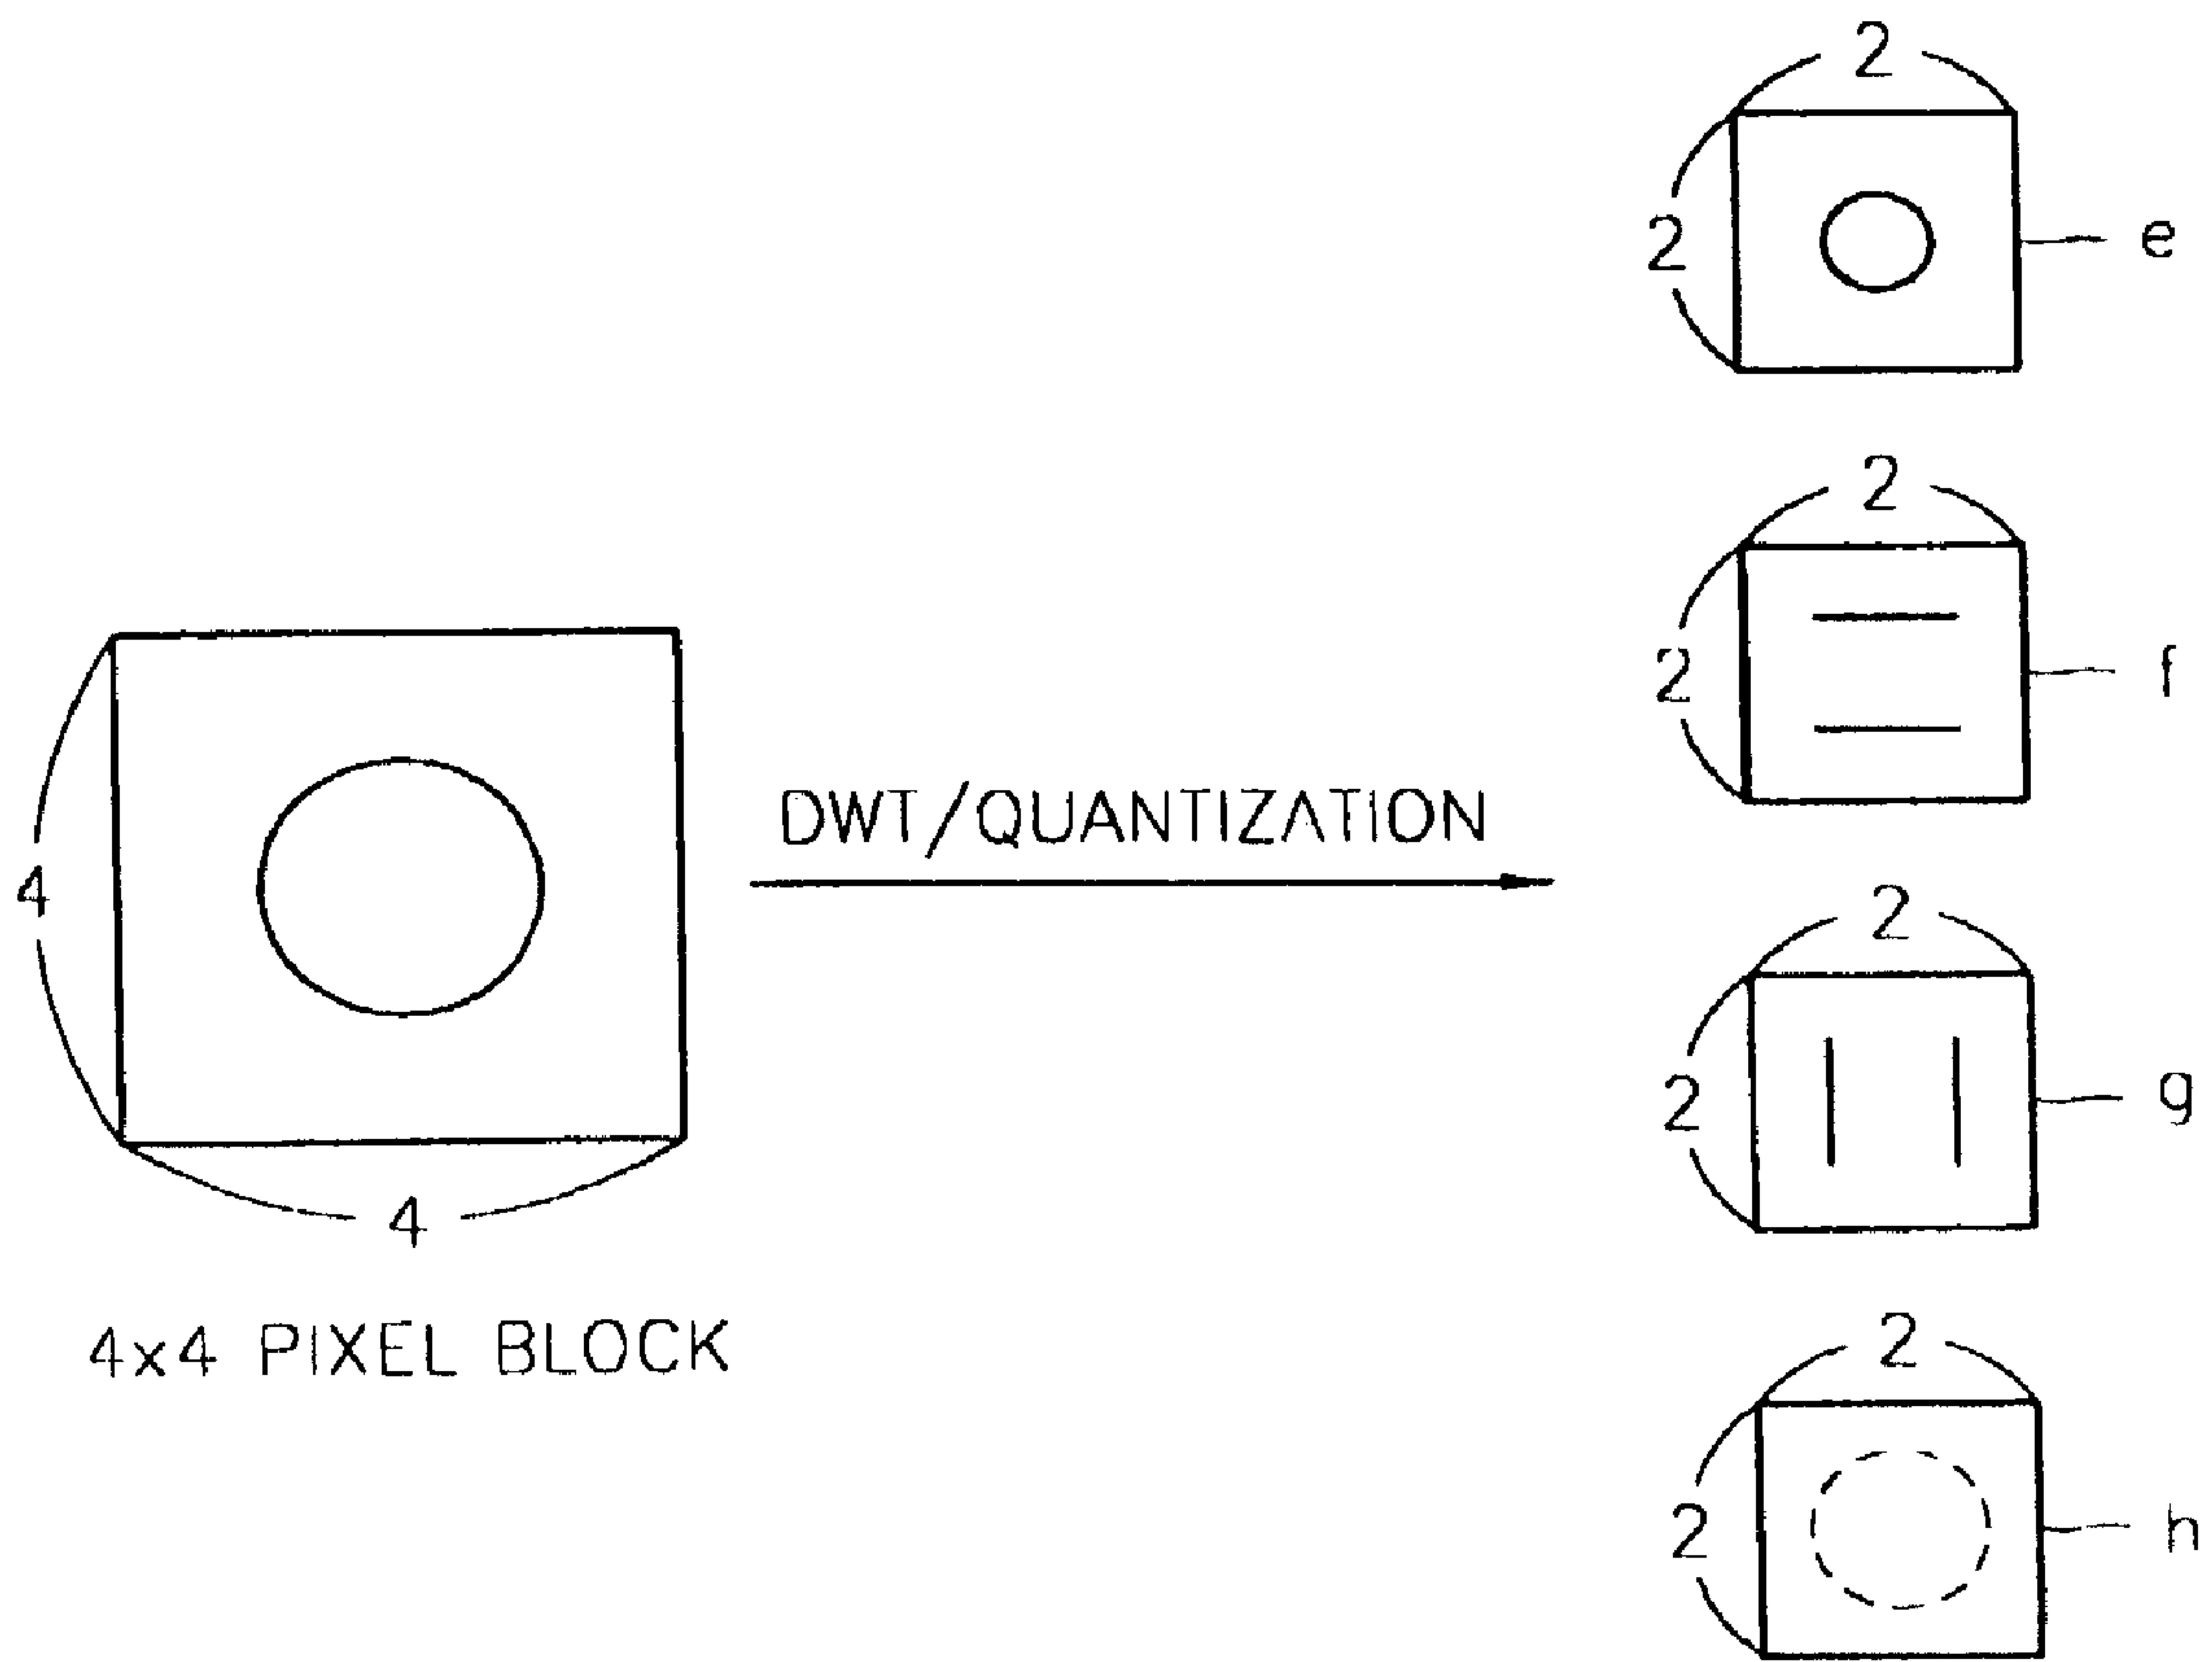 2
2 e
2
2 f
4
DWT/QUANTIZATION
2
2 g
4
4x4 PIXEL BLOCK
2
2 h